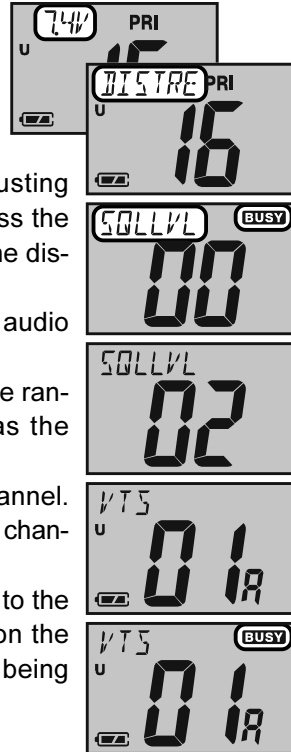 usting
ss the
ne dis-
audio
e ran-
as the
annel.
chan-
to the
on the
being
7.4V PRI
U
DISTRE PRI
U
16
SQLLVL BUSY
00
SQLLVL
02
VTS
U
01A
VTS BUSY
U
01A